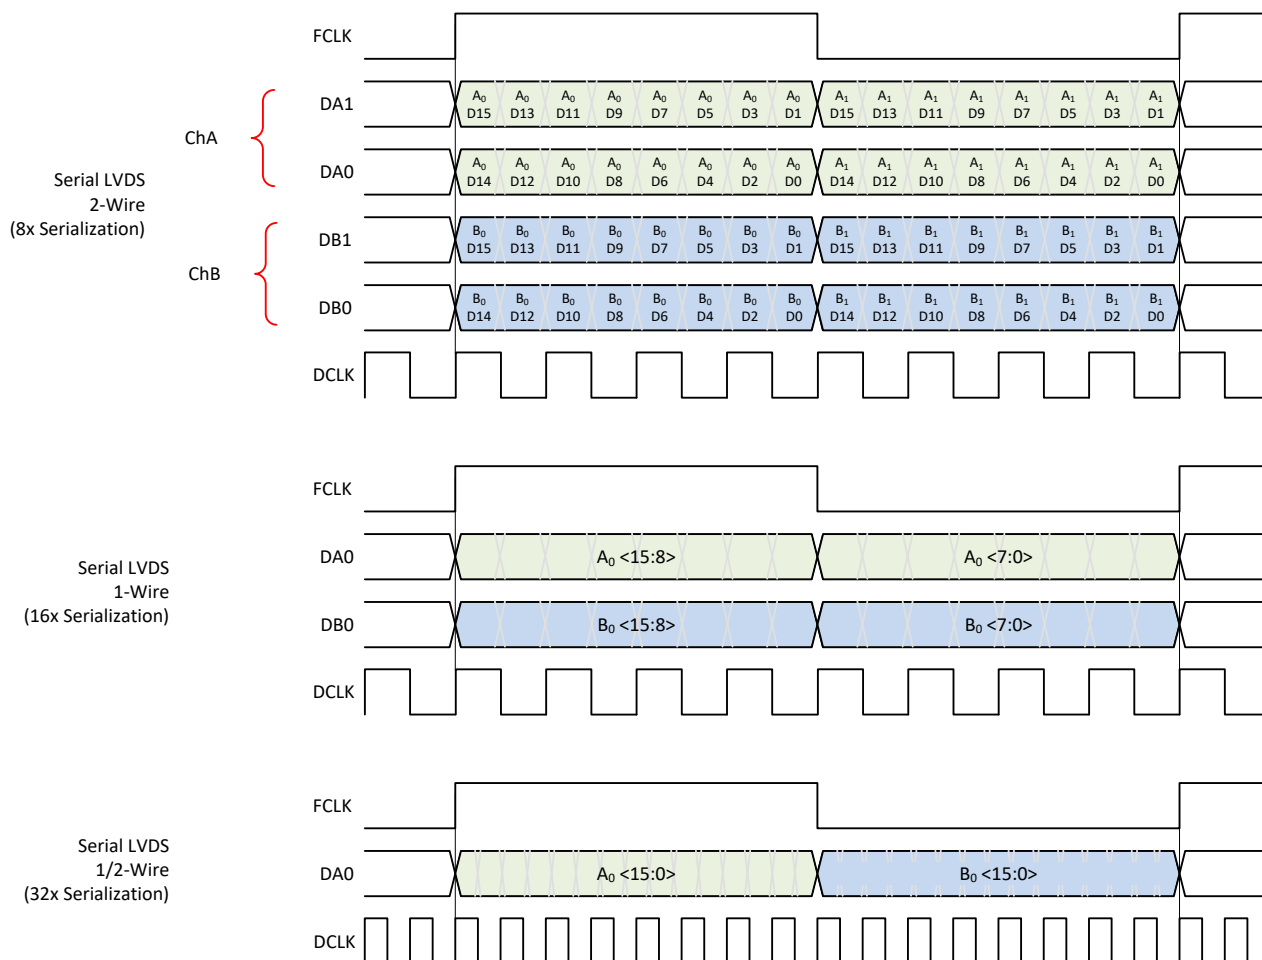 FCLK
DA1
A0 A0 A0 A0 A0 A0 A0 A0 A1 A1 A1 A1 A1 A1 A1 A1
D15 D13 D11 D9 D7 D5 D3 D1 D15 D13 D11 D9 D7 D5 D3 D1
ChA
DA0
A0 A0 A0 A0 A0 A0 A0 A0 A1 A1 A1 A1 A1 A1 A1 A1
D14 D12 D10 D8 D6 D4 D2 D0 D14 D12 D10 D8 D6 D4 D2 D0
Serial LVDS
2-Wire
(8x Serialization)
DB1
B0 B0 B0 B0 B0 B0 B0 B0 B1 B1 B1 B1 B1 B1 B1 B1
D15 D13 D11 D9 D7 D5 D3 D1 D15 D13 D11 D9 D7 D5 D3 D1
ChB
DB0
B0 B0 B0 B0 B0 B0 B0 B0 B1 B1 B1 B1 B1 B1 B1 B1
D14 D12 D10 D8 D6 D4 D2 D0 D14 D12 D10 D8 D6 D4 D2 D0
DCLK
FCLK
Serial LVDS
1-Wire
(16x Serialization)
DA0 A0 <15:8> A0 <7:0>
DB0 B0 <15:8> B0 <7:0>
DCLK
FCLK
Serial LVDS
1/2-Wire
(32x Serialization)
DA0 A0 <15:0> B0 <15:0>
DCLK